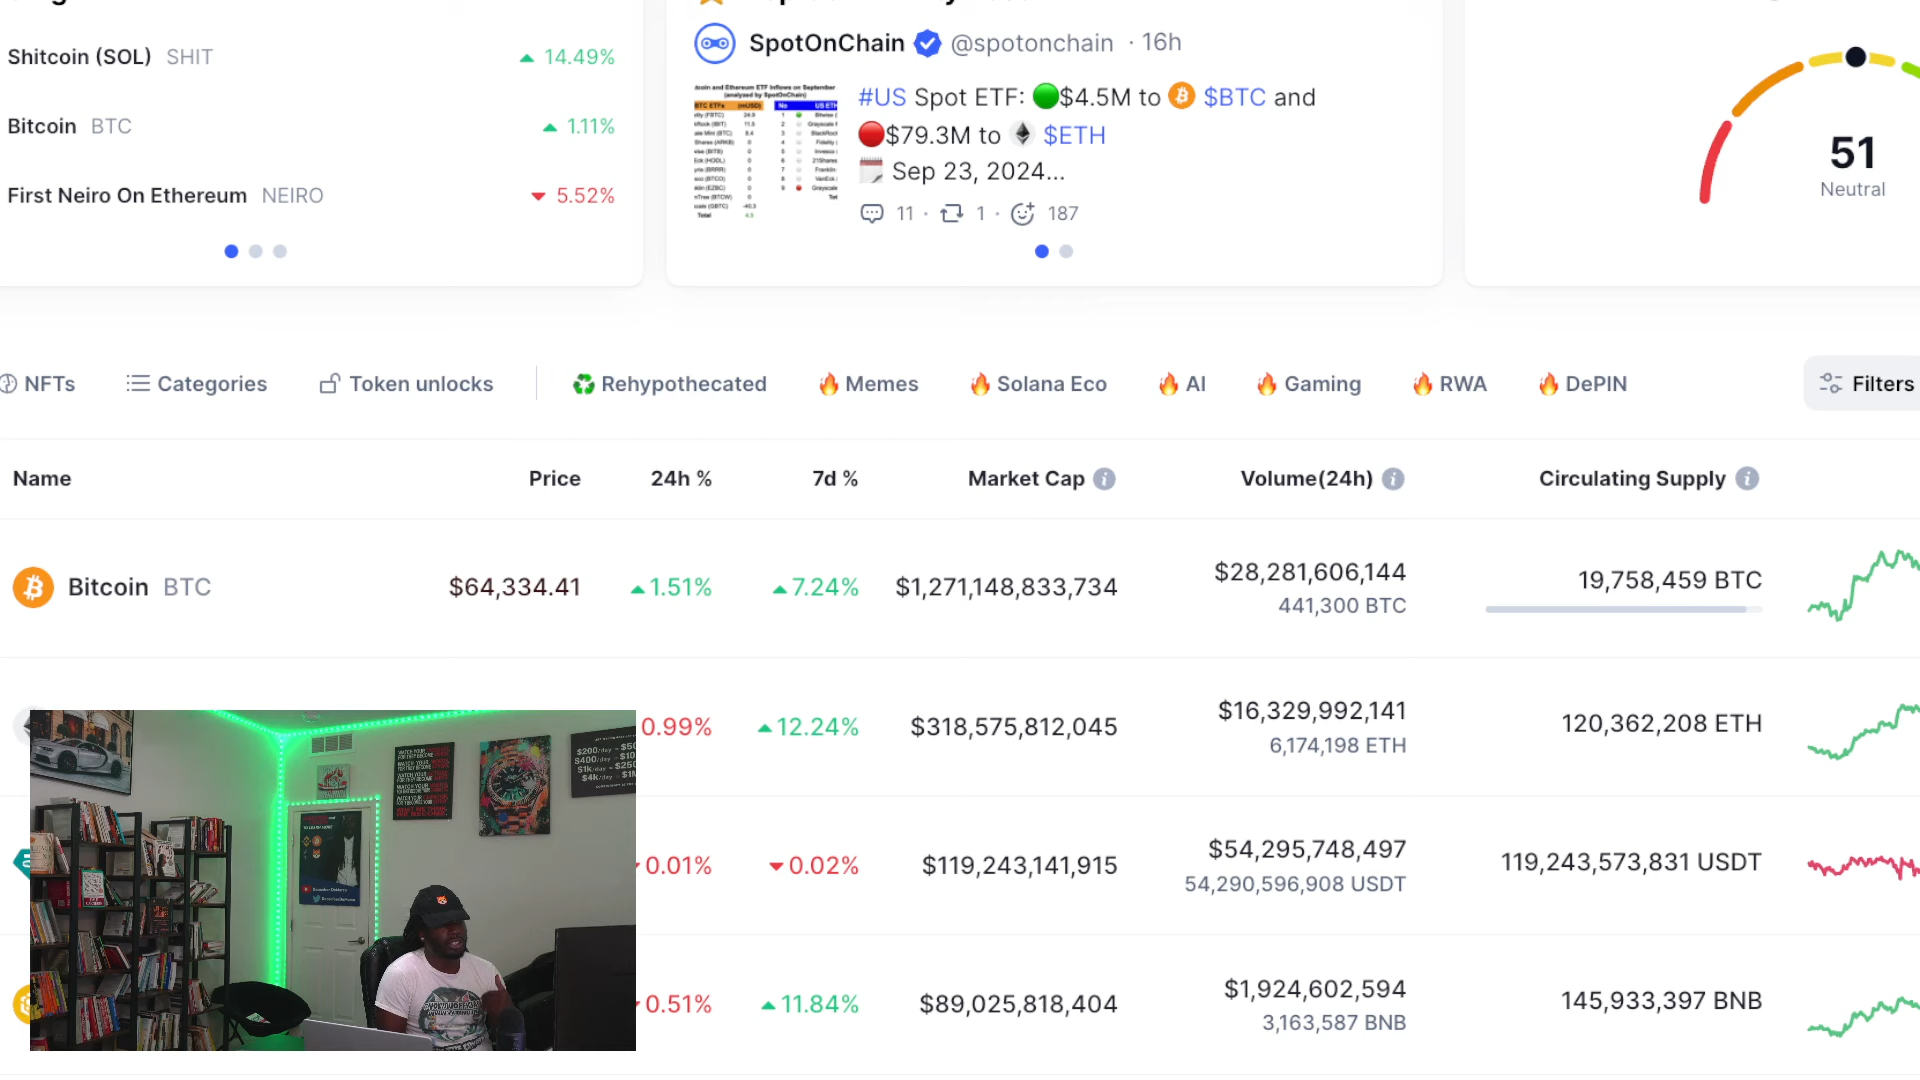 Shitcoin (SOL) SHIT 14.49%
Bitcoin BTC 1.11%
First Neiro On Ethereum NEIRO 5.52%
SpotOnChain @spotonchain · 16h
#US Spot ETF: $4.5M to $BTC and
$79.3M to $ETH
Sep 23, 2024...
11 · 1 · 187
51
Neutral
NFTs Categories Token unlocks Rehypothecated Memes Solana Eco AI Gaming RWA DePIN Filters
Name Price 24h % 7d % Market Cap Volume(24h) Circulating Supply
Bitcoin BTC $64,334.41 1.51% 7.24% $1,271,148,833,734 $28,281,606,144 19,758,459 BTC
441,300 BTC
0.99% 12.24% $318,575,812,045 $16,329,992,141 120,362,208 ETH
6,174,198 ETH
0.01% 0.02% $119,243,141,915 $54,295,748,497 119,243,573,831 USDT
54,290,596,908 USDT
0.51% 11.84% $89,025,818,404 $1,924,602,594 145,933,397 BNB
3,163,587 BNB